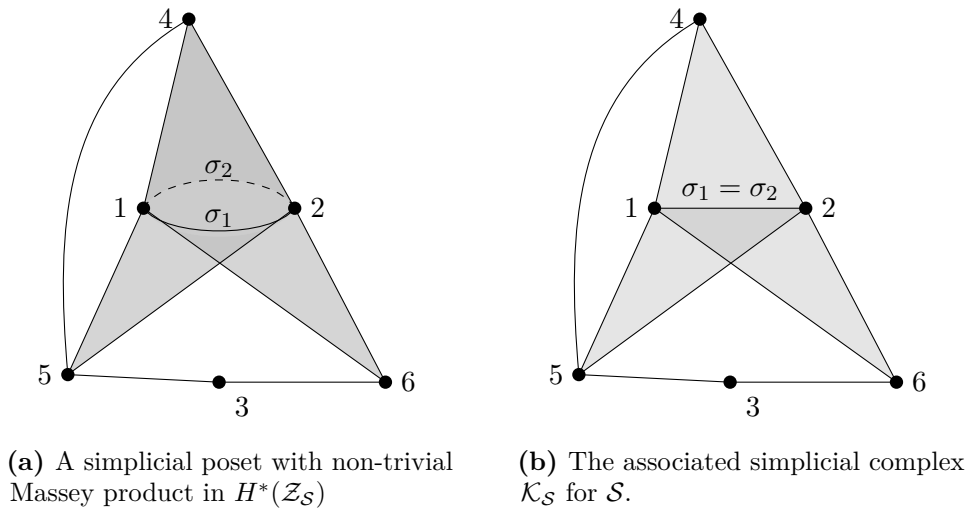 4
4
σ₂
σ₁
σ₁ = σ₂
1
2
1
2
5
6
5
6
3
3
(a) A simplicial poset with non-trivial
Massey product in H*(𝒵_𝒮)
(b) The associated simplicial complex
𝒦_𝒮 for 𝒮.